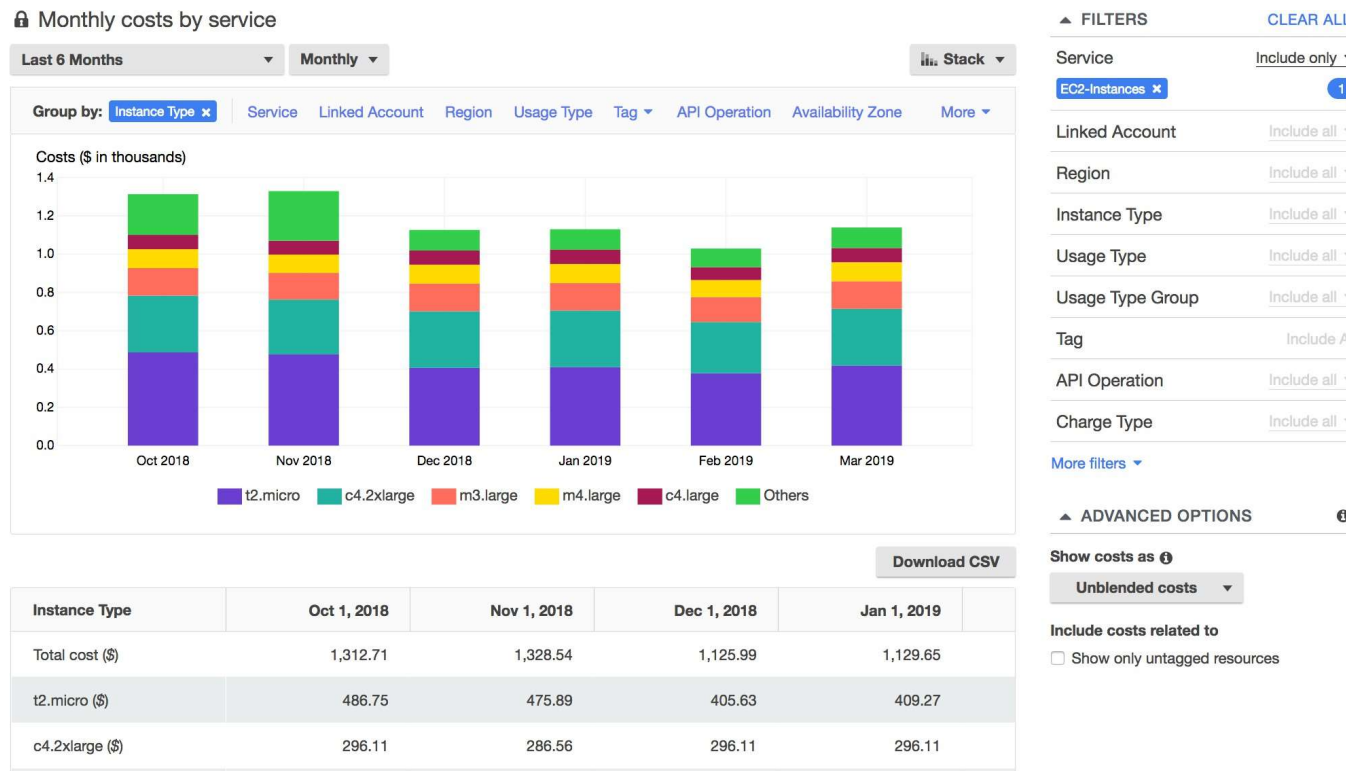 Monthly costs by service
Last 6 Months Monthly Stack
Group by: Instance Type × Service Linked Account Region Usage Type Tag API Operation Availability Zone More
Costs ($ in thousands)
1.4
1.2
1.0
0.8
0.6
0.4
0.2
0.0
Oct 2018 Nov 2018 Dec 2018 Jan 2019 Feb 2019 Mar 2019
t2.micro c4.2xlarge m3.large m4.large c4.large Others
Download CSV
Instance Type Oct 1, 2018 Nov 1, 2018 Dec 1, 2018 Jan 1, 2019
Total cost ($) 1,312.71 1,328.54 1,125.99 1,129.65
t2.micro ($) 486.75 475.89 405.63 409.27
c4.2xlarge ($) 296.11 286.56 296.11 296.11
FILTERS CLEAR ALL
Service Include only
EC2-Instances × 1
Linked Account Include all
Region Include all
Instance Type Include all
Usage Type Include all
Usage Type Group Include all
Tag Include
API Operation Include all
Charge Type Include all
More filters
ADVANCED OPTIONS
Show costs as
Unblended costs
Include costs related to
Show only untagged resources